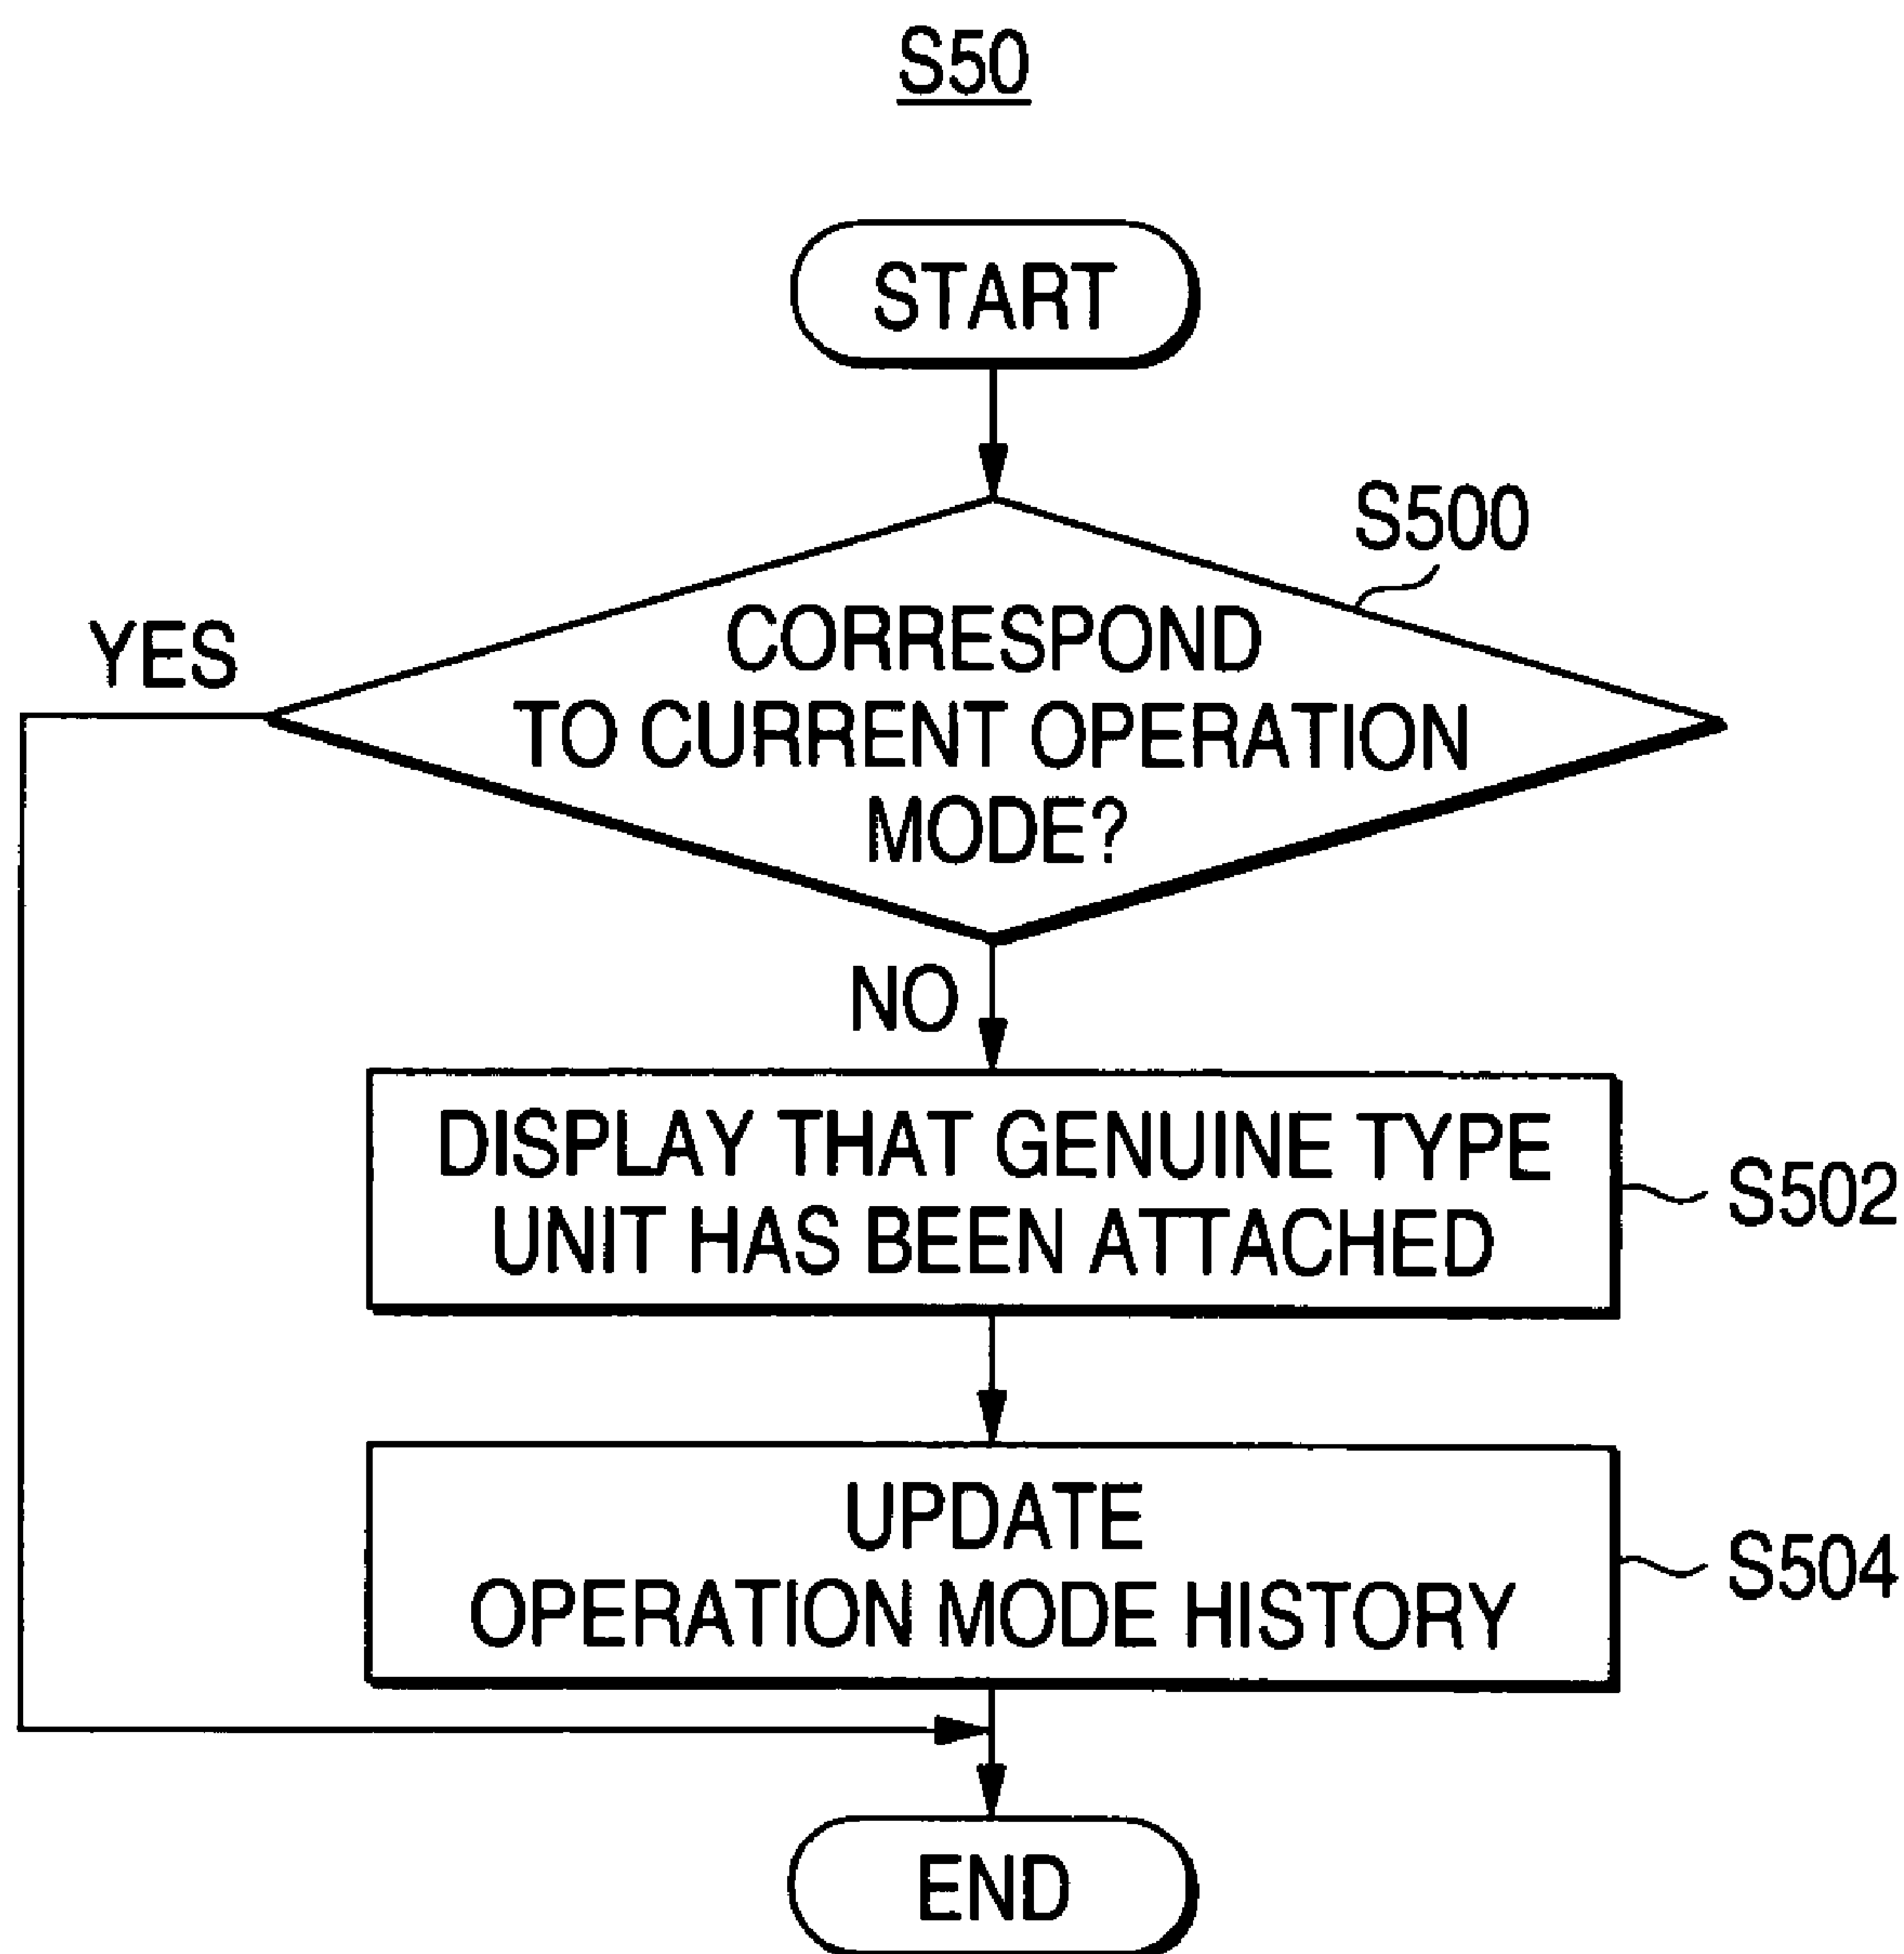 S50
START
S500
CORRESPOND
TO CURRENT OPERATION
MODE?
YES
NO
DISPLAY THAT GENUINE TYPE
UNIT HAS BEEN ATTACHED
S502
UPDATE
OPERATION MODE HISTORY
S504
END